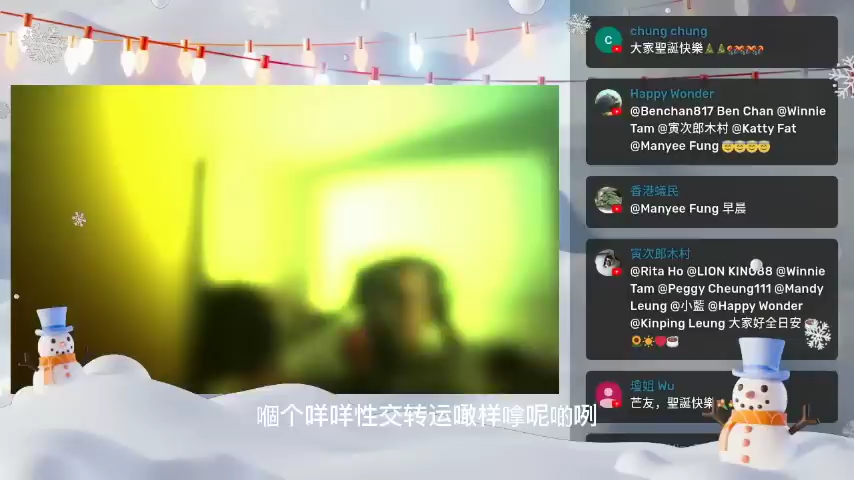 chung chung
大家聖誕快樂🎄🎄🎊🎊🎊🎊
Happy Wonder
@Benchan817 Ben Chan @Winnie
Tam @寅次郎木村 @Katty Fat
@Manyee Fung 😇😇😇😇
香港蟻民
@Manyee Fung 早晨
寅次郎木村
@Rita Ho @LION KING88 @Winnie
Tam @Peggy Cheung111 @Mandy
Leung @小藍 @Happy Wonder
@Kinping Leung 大家好全日安☕
🌻☀️❤️☕
瓊姐 Wu
芒友，聖誕快樂
嗰个咩咩性交转运噉样嗱呢啲咧